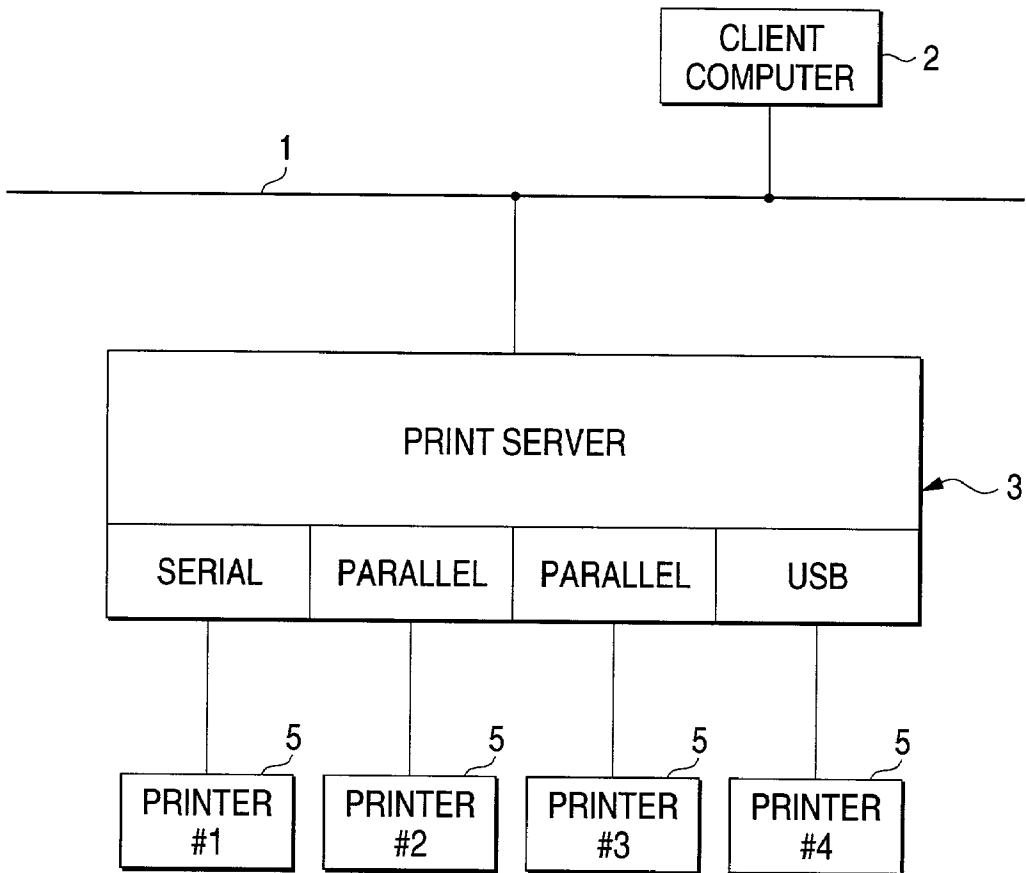 CLIENT
COMPUTER
2
1
PRINT SERVER
3
SERIAL
PARALLEL
PARALLEL
USB
5
5
5
5
PRINTER
#1
PRINTER
#2
PRINTER
#3
PRINTER
#4